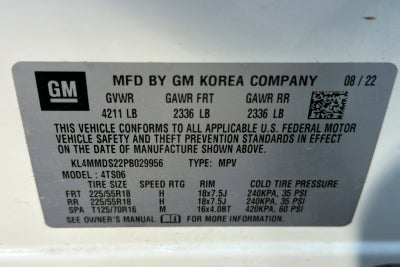 GM
MFD BY GM KOREA COMPANY 08/22
GVWR GAWR FRT GAWR RR
4211 LB 2336 LB 2336 LB
THIS VEHICLE CONFORMS TO ALL APPLICABLE U.S. FEDERAL MOTOR
VEHICLE SAFETY AND THEFT PREVENTION STANDARDS IN EFFECT
ON THE DATE OF MANUFACTURE SHOWN ABOVE.
KL4MMDS22PB029956 TYPE: MPV
MODEL: 4TS06
TIRE SIZE SPEED RTG RIM COLD TIRE PRESSURE
FRT 225/55R18 H 18x7.5J 240KPA, 35 PSI
RR 225/55R18 H 18x7.5J 240KPA, 35 PSI
SPA T125/70R16 M 16x4.0BT 420KPA, 60 PSI
SEE OWNER'S MANUAL FOR MORE INFORMATION